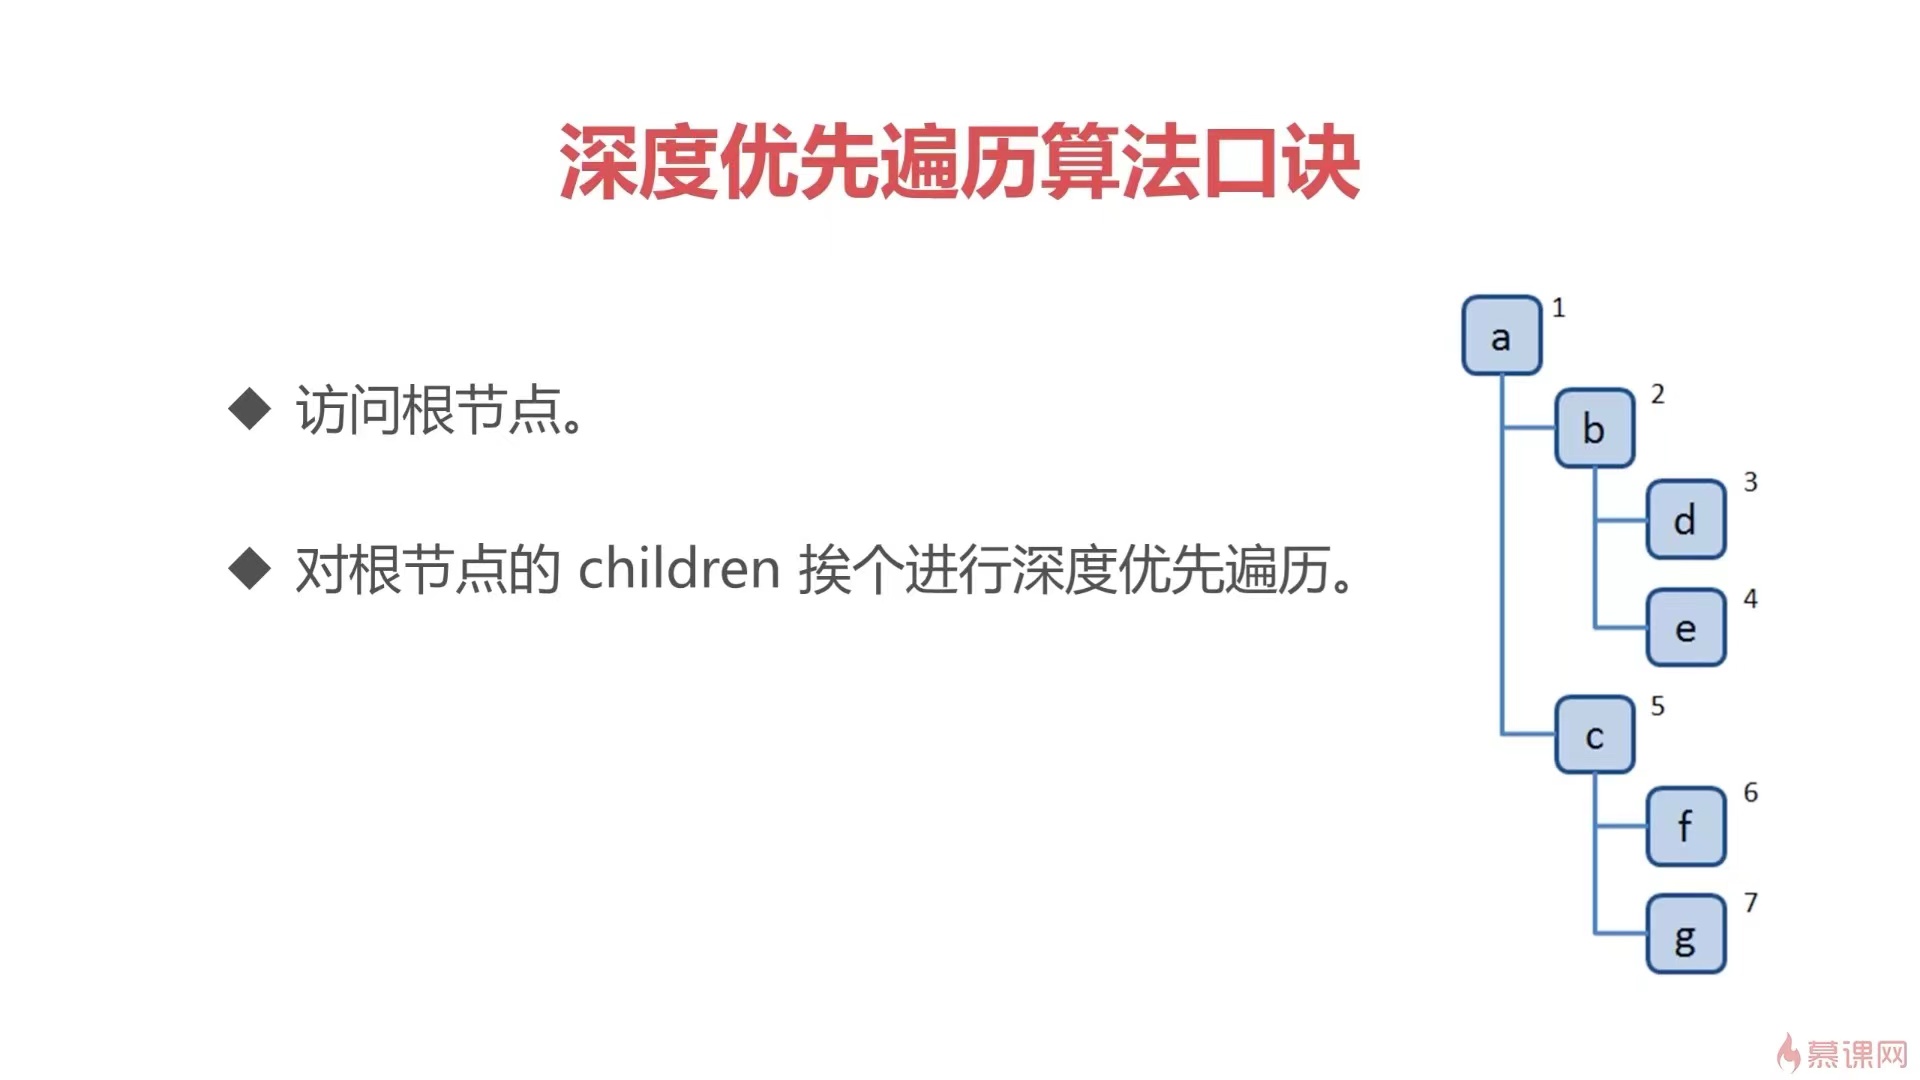 深度优先遍历算法口诀
◆ 访问根节点。
◆ 对根节点的 children 挨个进行深度优先遍历。
a 1
b 2
d 3
e 4
c 5
f 6
g 7
慕课网